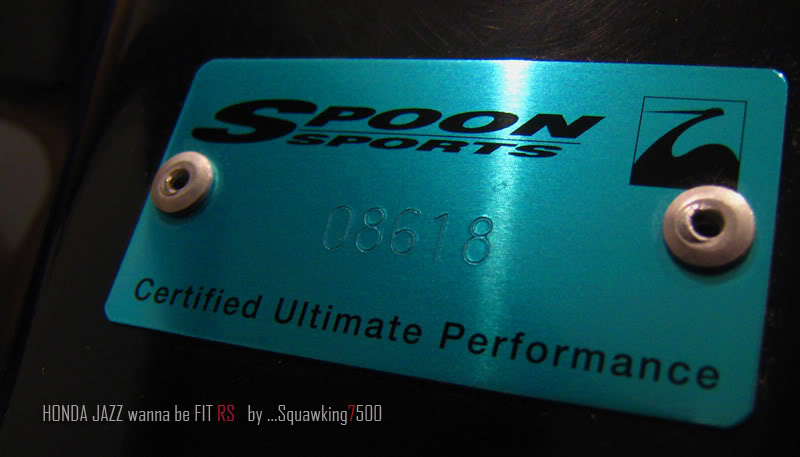 SPOON
SPORTS
08618
Certified Ultimate Performance
HONDA JAZZ wanna be FIT RS by ...Squawking7500